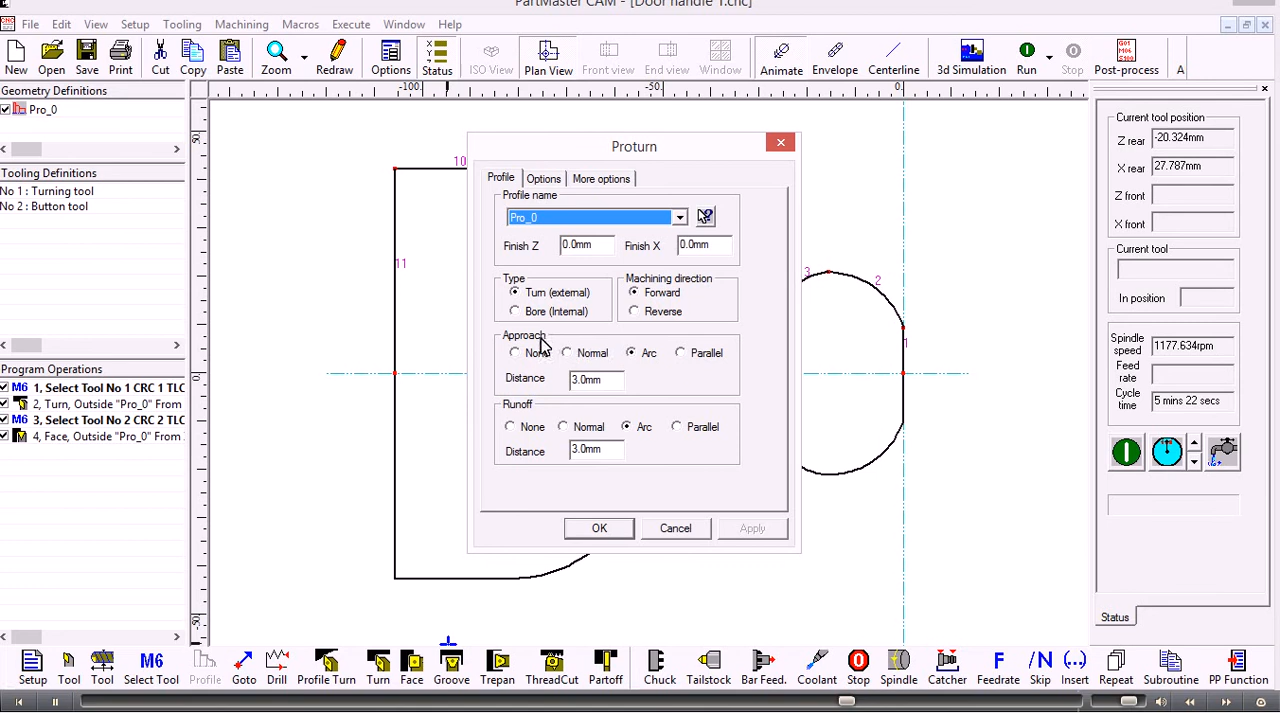 PartMaster CAM - [Door handle 1.cnc]
File Edit View Setup Tooling Machining Macros Execute Window Help
New Open Save Print Cut Copy Paste Zoom Redraw Options Status ISO View Plan View Front view End view Window Animate Envelope Centerline 3d Simulation Run Stop Post-process A
X ---
Y ---
Z ---
G01
M06
S100
Geometry Definitions
Pro_0
Tooling Definitions
No 1 : Turning tool
No 2 : Button tool
Program Operations
M6 1, Select Tool No 1 CRC 1 TLC
2, Turn, Outside "Pro_0" From
M6 3, Select Tool No 2 CRC 2 TLC
4, Face, Outside "Pro_0" From
-100 -50 0
50
0
-50
10
11
3
2
1
Proturn
Profile Options More options
Profile name
Pro_0
Finish Z 0.0mm Finish X 0.0mm
Type
Turn (external)
Bore (Internal)
Machining direction
Forward
Reverse
Approach
None Normal Arc Parallel
Distance 3.0mm
Runoff
None Normal Arc Parallel
Distance 3.0mm
OK Cancel Apply
Current tool position
Z rear -20.324mm
X rear 27.787mm
Z front
X front
Current tool
In position
Spindle speed 1177.634rpm
Feed rate
Cycle time 5 mins 22 secs
Status
M6 F /N (..)
Setup Tool Tool Select Tool Profile Goto Drill Profile Turn Turn Face Groove Trepan ThreadCut Partoff Chuck Tailstock Bar Feed. Coolant Stop Spindle Catcher Feedrate Skip Insert Repeat Subroutine PP Function